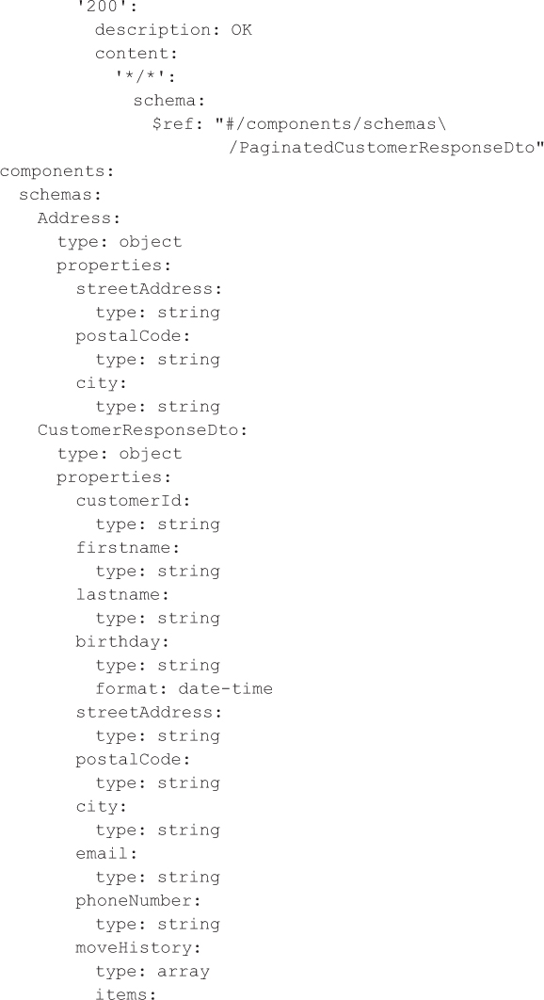 '200':
description: OK
content:
'*/*':
schema:
$ref: "#/components/schemas\
/PaginatedCustomerResponseDto"
components:
schemas:
Address:
type: object
properties:
streetAddress:
type: string
postalCode:
type: string
city:
type: string
CustomerResponseDto:
type: object
properties:
customerId:
type: string
firstname:
type: string
lastname:
type: string
birthday:
type: string
format: date-time
streetAddress:
type: string
postalCode:
type: string
city:
type: string
email:
type: string
phoneNumber:
type: string
moveHistory:
type: array
items: